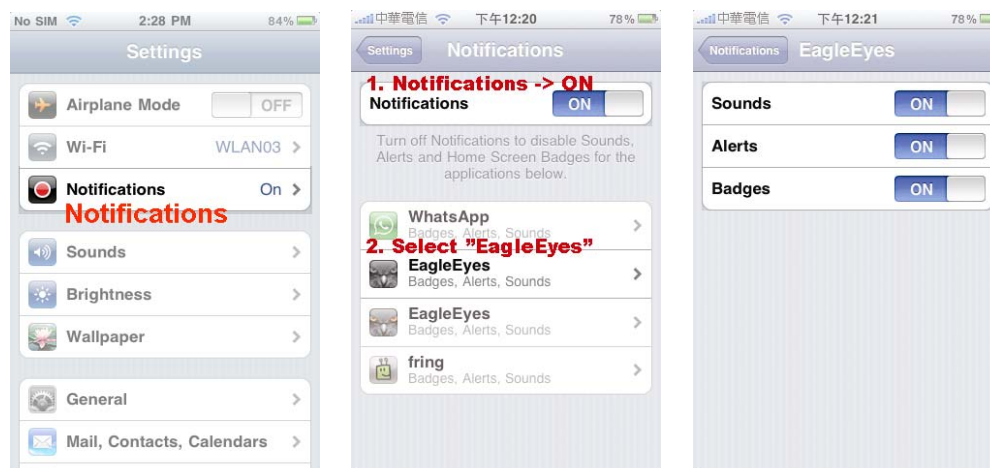 No SIM 2:28 PM 84%
Settings
Airplane Mode OFF
Wi-Fi WLAN03
Notifications On
Notifications
Sounds
Brightness
Wallpaper
General
Mail, Contacts, Calendars
中華電信 下午12:20 78%
Settings Notifications
1. Notifications -> ON
Notifications ON
Turn off Notifications to disable Sounds,
Alerts and Home Screen Badges for the
applications below.
WhatsApp
Badges, Alerts, Sounds
2. Select ”EagleEyes”
EagleEyes
Badges, Alerts, Sounds
EagleEyes
Badges, Alerts, Sounds
fring
Badges, Alerts, Sounds
中華電信 下午12:21 78%
Notifications EagleEyes
Sounds ON
Alerts ON
Badges ON